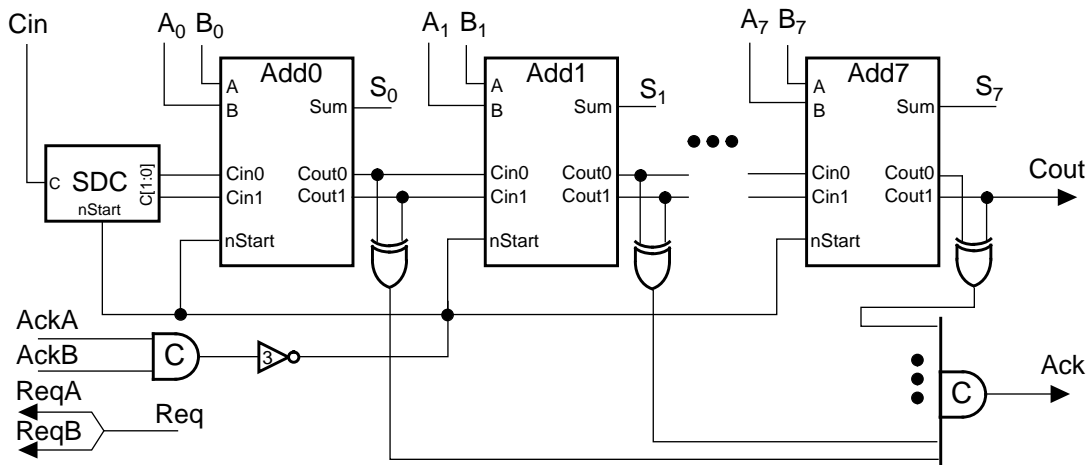 Cin
A0 B0
A1 B1
A7 B7
Add0
Add1
Add7
A
B
Sum
S0
A
B
Sum
S1
A
B
Sum
S7
C
SDC
C[1:0]
nStart
Cin0
Cin1
Cout0
Cout1
nStart
Cin0
Cin1
Cout0
Cout1
nStart
Cin0
Cin1
Cout0
Cout1
nStart
Cout
AckA
AckB
C
3
ReqA
ReqB
Req
C
Ack